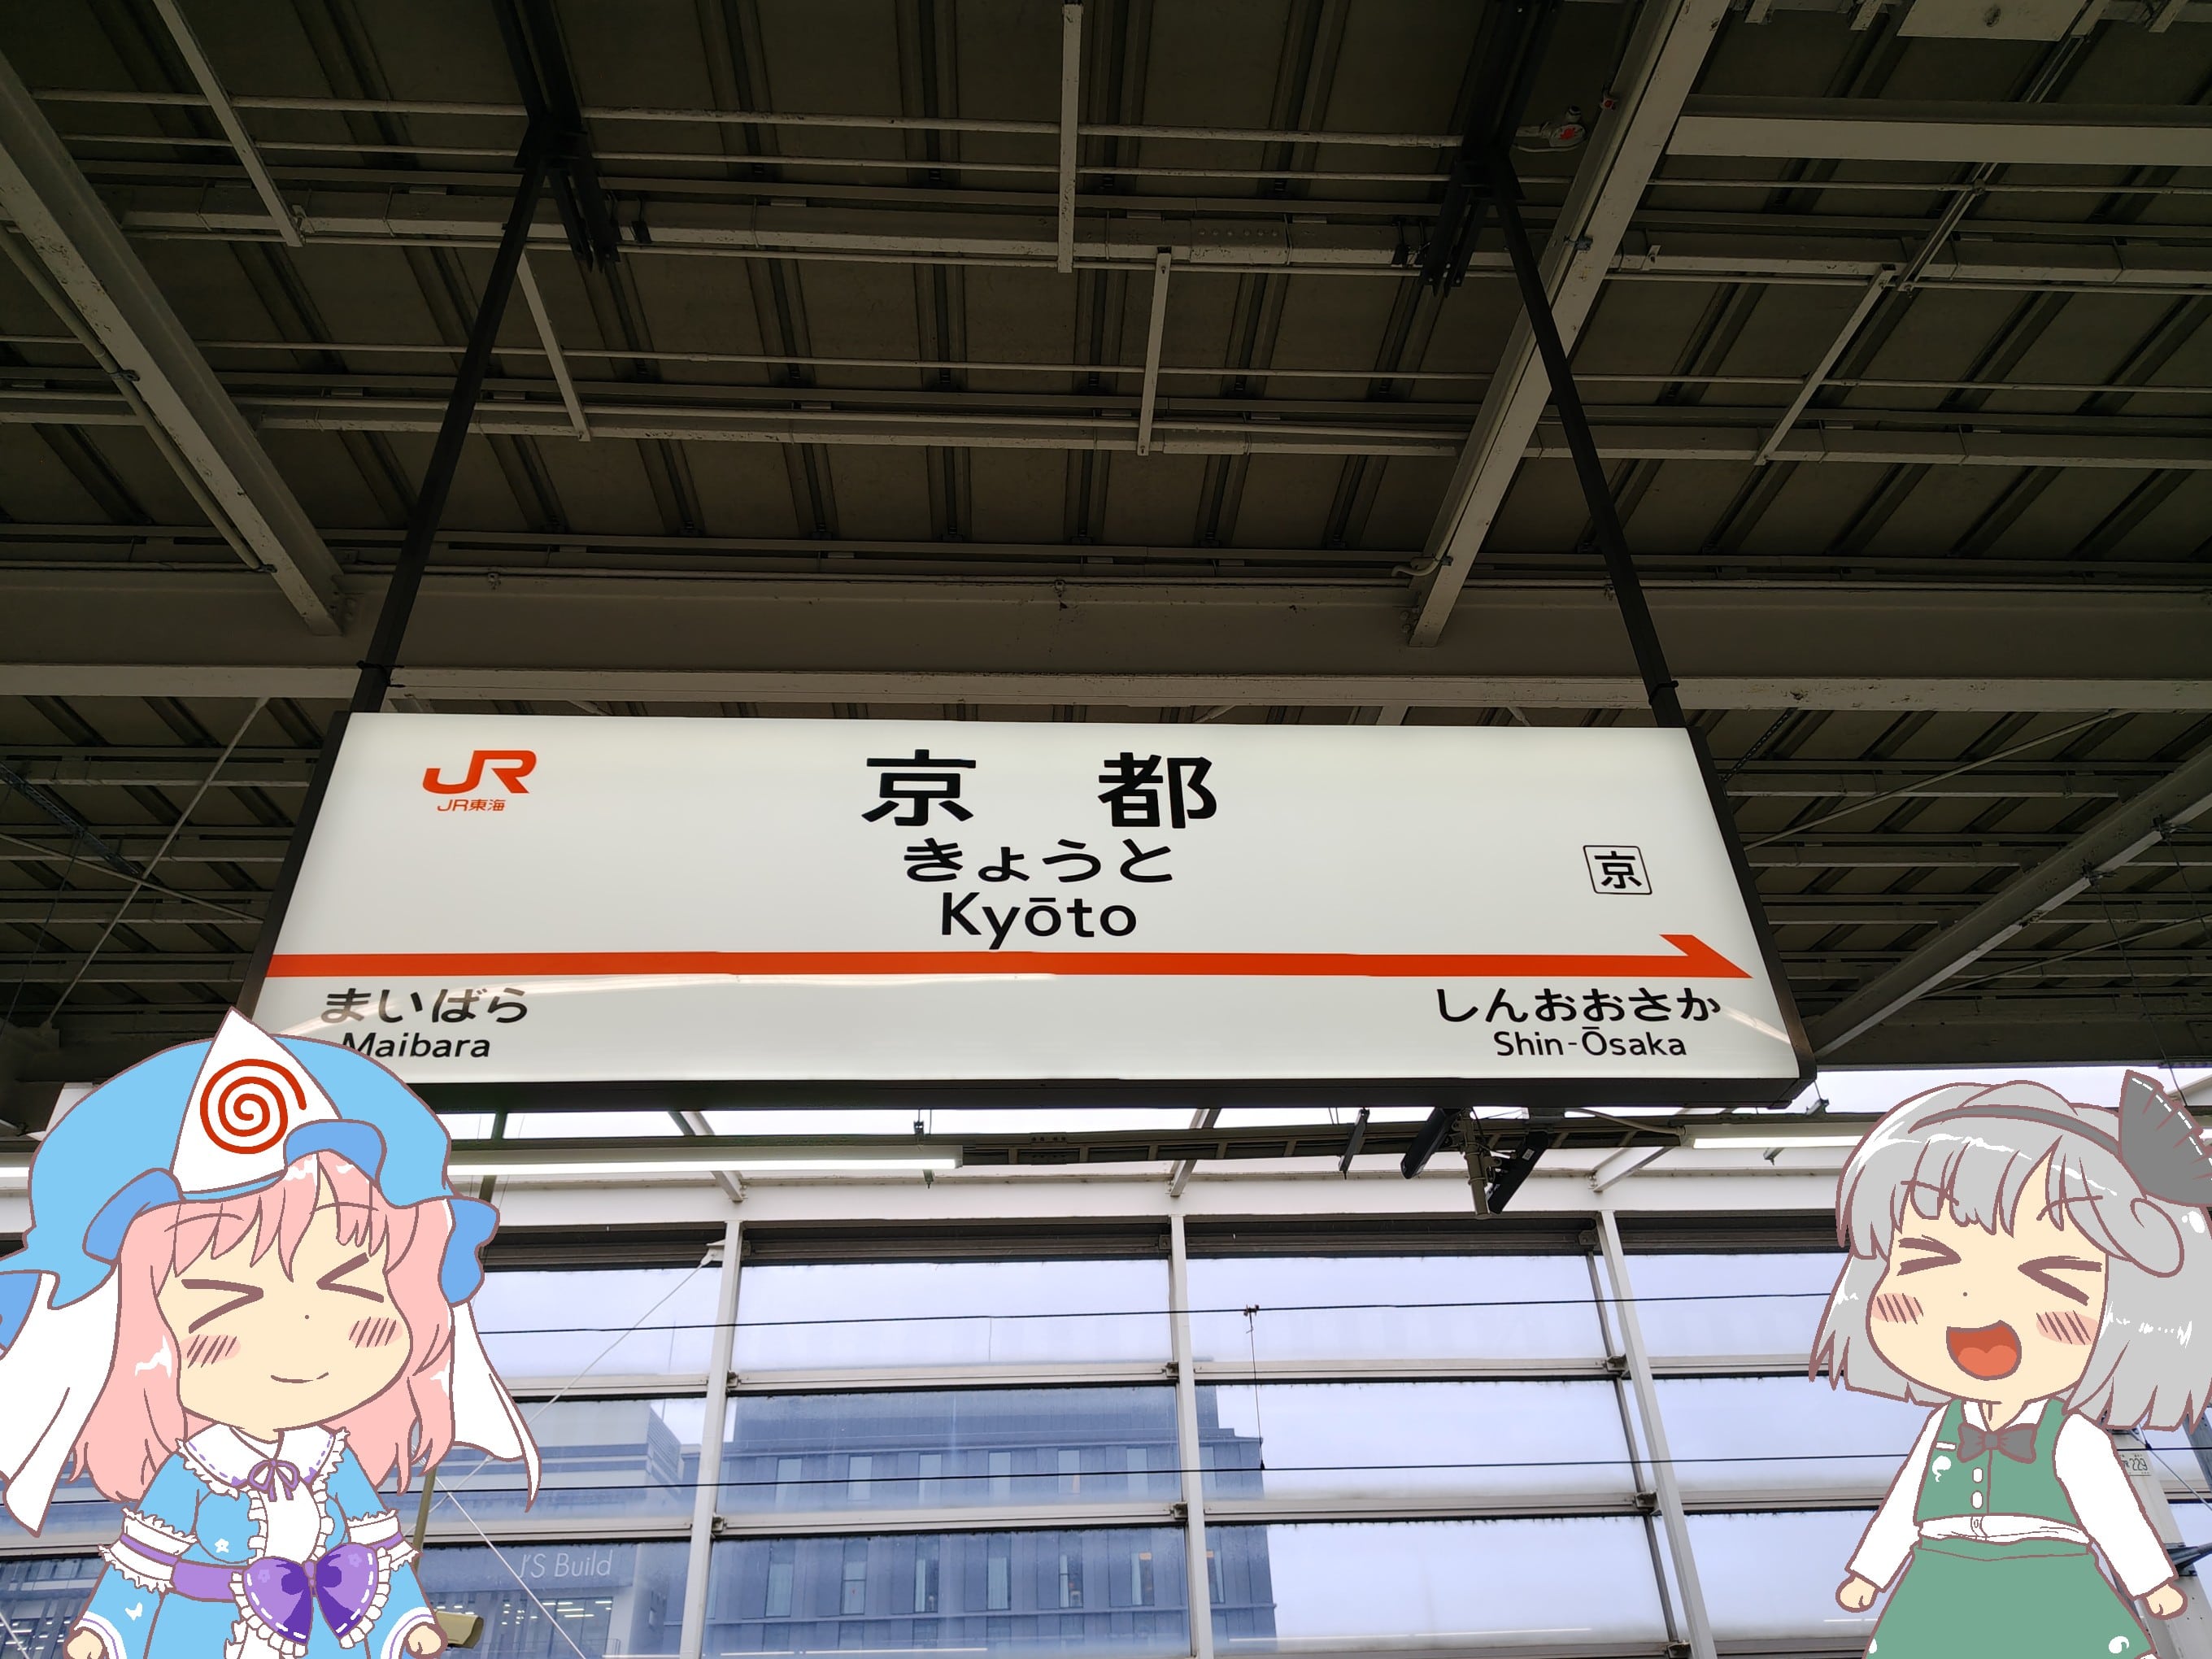 JR
JR東海
京都
きょうと
Kyōto
京
まいばら
Maibara
しんおおさか
Shin-Ōsaka
J'S Build
229